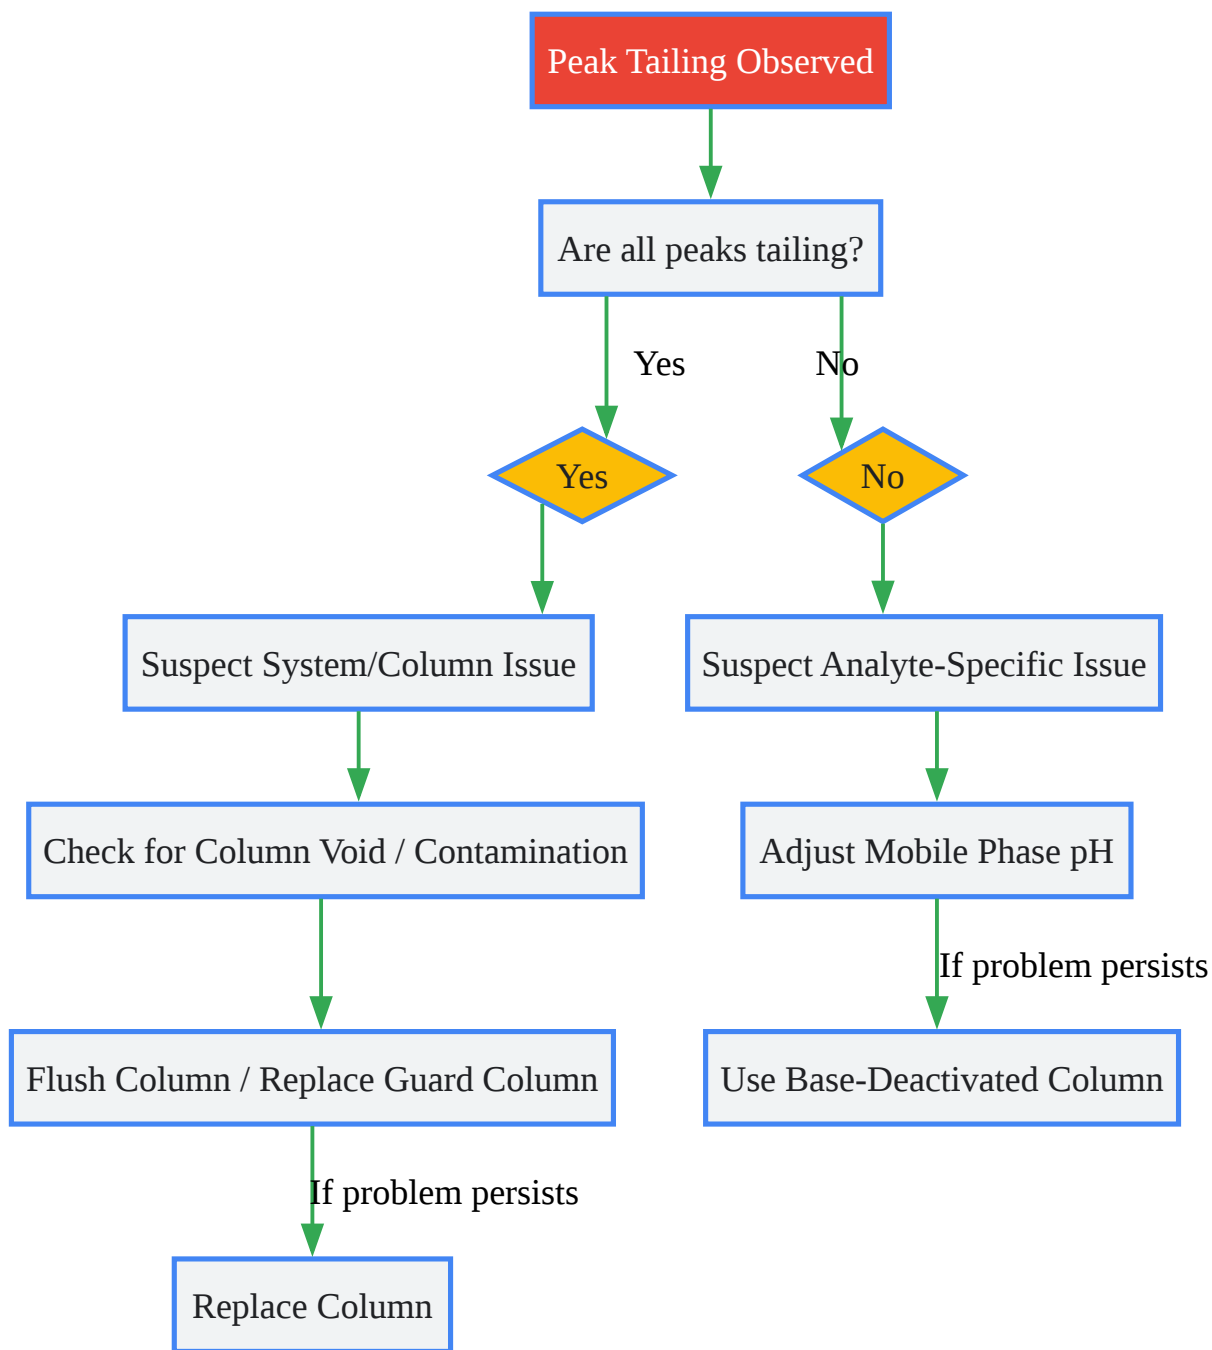 Peak Tailing Observed
Are all peaks tailing?
Yes
No
Yes
No
Suspect System/Column Issue
Suspect Analyte-Specific Issue
Check for Column Void / Contamination
Adjust Mobile Phase pH
If problem persists
Flush Column / Replace Guard Column
Use Base-Deactivated Column
If problem persists
Replace Column